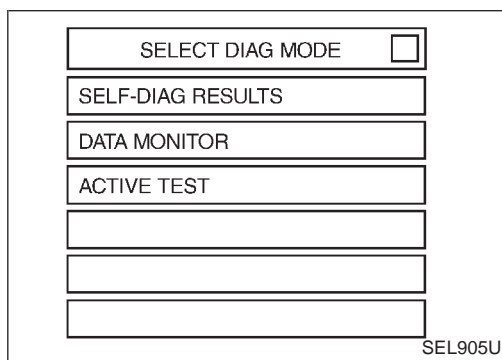 SELECT DIAG MODE
SELF-DIAG RESULTS
DATA MONITOR
ACTIVE TEST
SEL905U